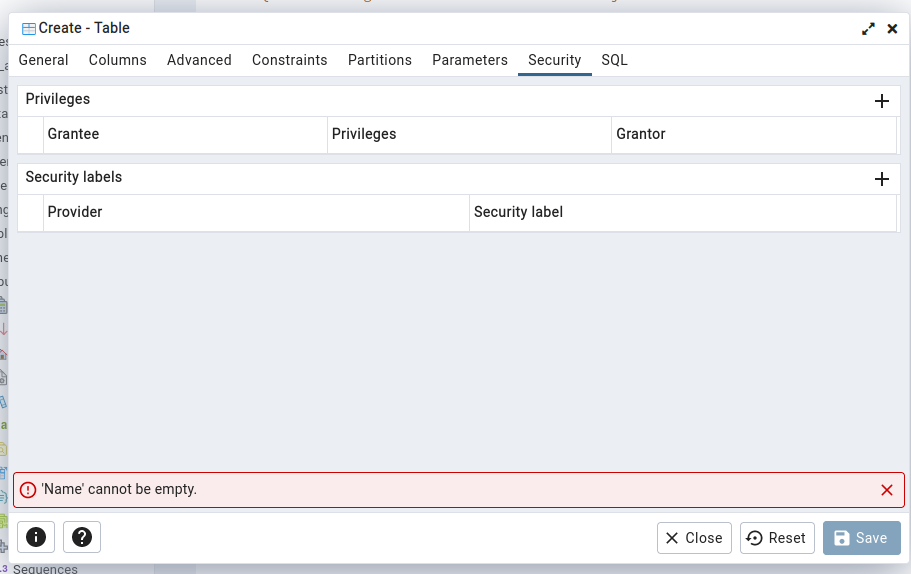 Create - Table
General Columns Advanced Constraints Partitions Parameters Security SQL
Privileges
Grantee Privileges Grantor
Security labels
Provider Security label
'Name' cannot be empty.
Close Reset Save
Sequences